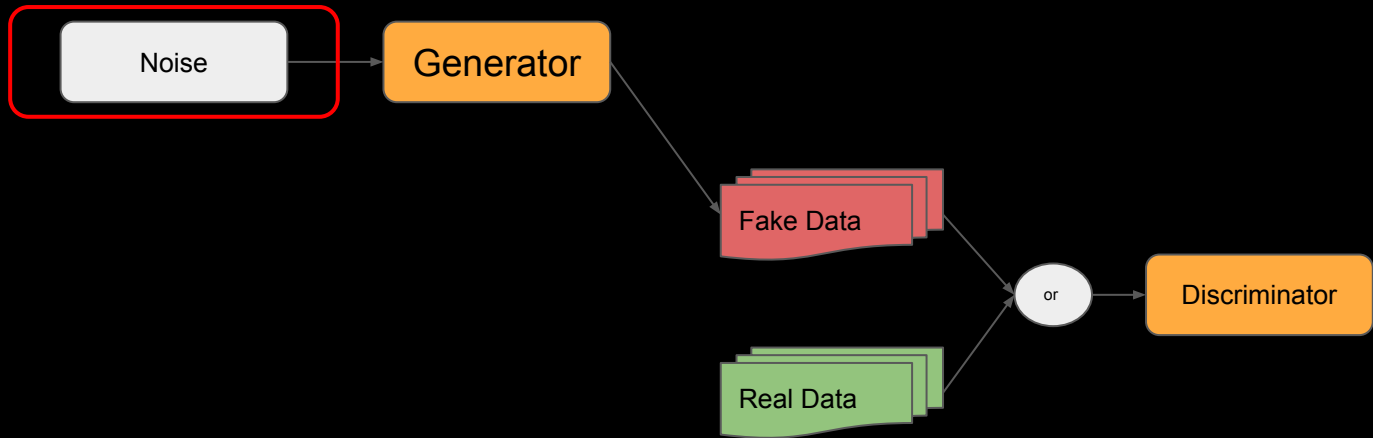 Noise
Generator
Fake Data
or
Discriminator
Real Data